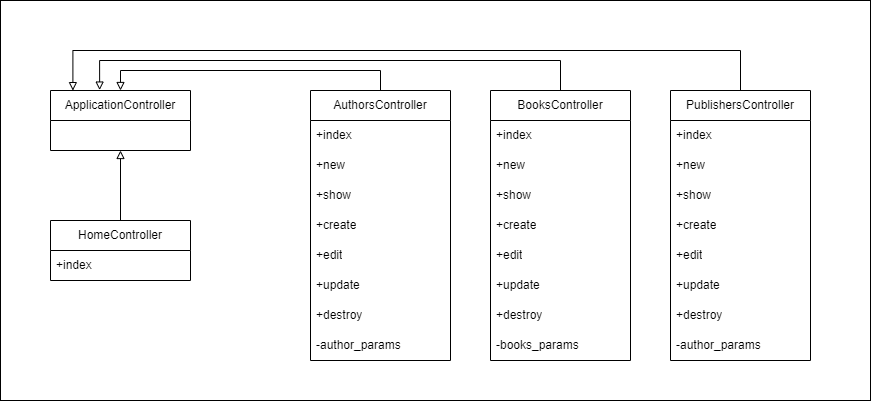 ApplicationController
HomeController
+index
AuthorsController
+index
+new
+show
+create
+edit
+update
+destroy
-author_params
BooksController
+index
+new
+show
+create
+edit
+update
+destroy
-books_params
PublishersController
+index
+new
+show
+create
+edit
+update
+destroy
-author_params